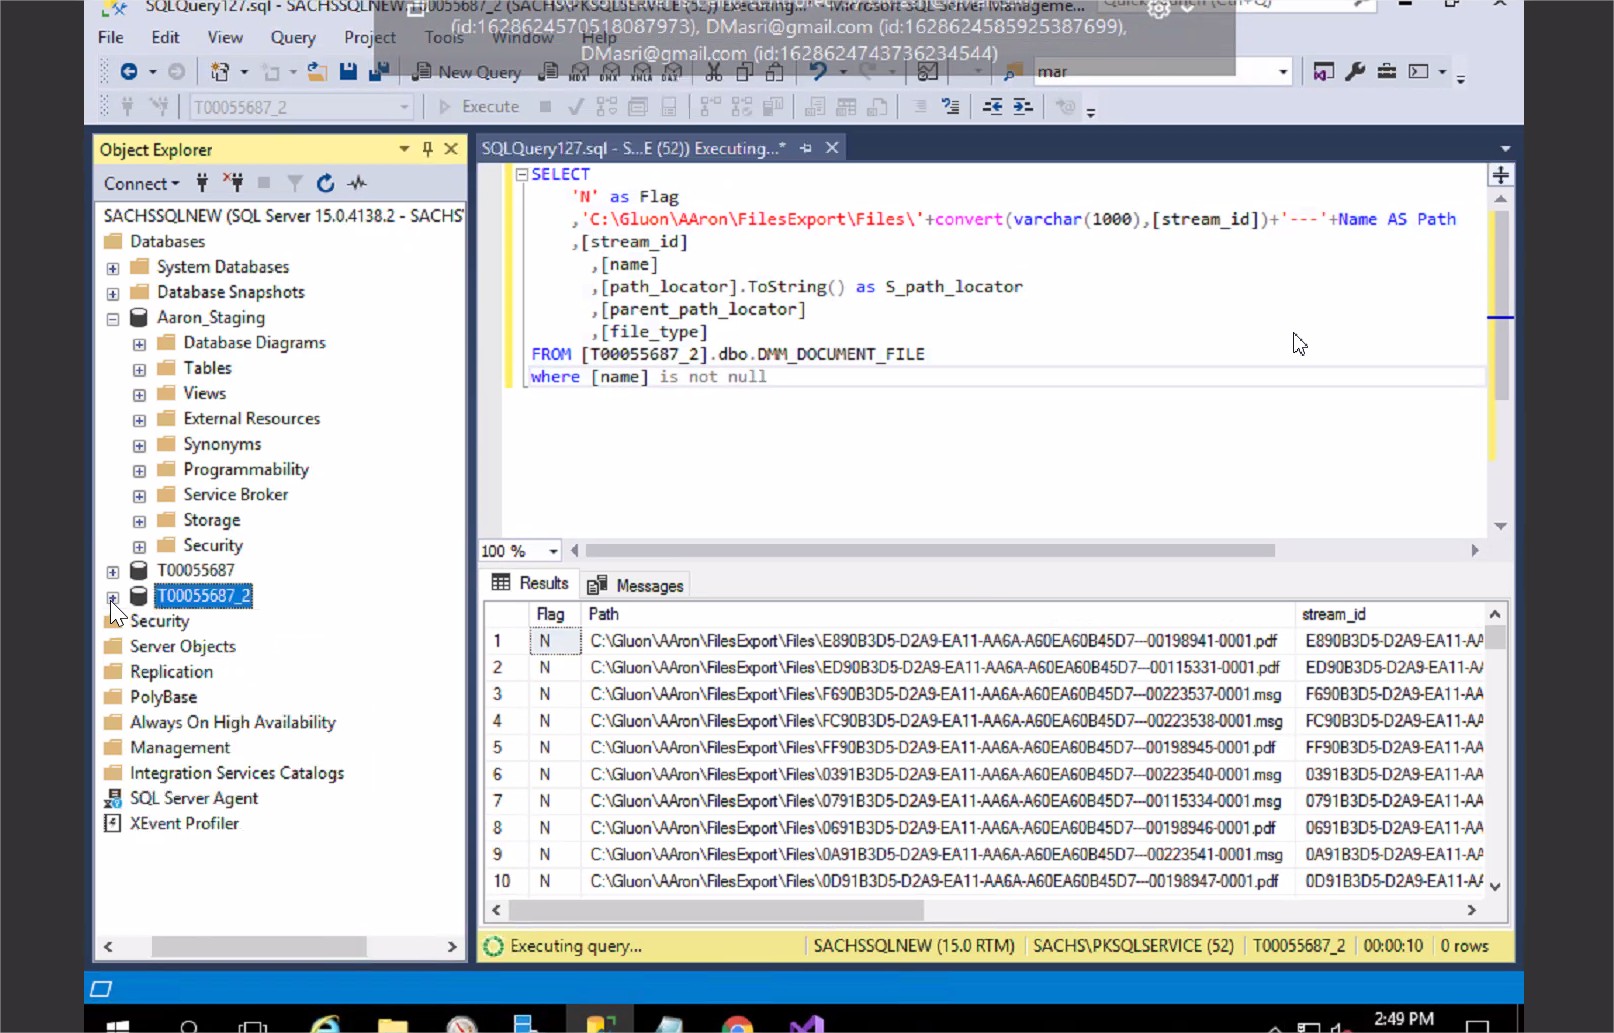 SQLQuery127.sql - SACHSSQLNEW.T00055687_2 (SACHS\PKSQLSERVICE (52)) Executing...* - Microsoft SQL Server Manageme...
(id:1628624570518087973), DMasri@gmail.com (id:1628624585925387699),
DMasri@gmail.com (id:1628624743736234544)
File Edit View Query Project Tools Window Help
New Query
mar
T00055687_2
Execute
Object Explorer
Connect
SACHSSQLNEW (SQL Server 15.0.4138.2 - SACHS
Databases
System Databases
Database Snapshots
Aaron_Staging
Database Diagrams
Tables
Views
External Resources
Synonyms
Programmability
Service Broker
Storage
Security
T00055687
T00055687_2
Security
Server Objects
Replication
PolyBase
Always On High Availability
Management
Integration Services Catalogs
SQL Server Agent
XEvent Profiler
SQLQuery127.sql - S...E (52)) Executing...*
SELECT
'N' as Flag
,'C:\Gluon\AAron\FilesExport\Files\'+convert(varchar(1000),[stream_id])+'---'+Name AS Path
,[stream_id]
,[name]
,[path_locator].ToString() as S_path_locator
,[parent_path_locator]
,[file_type]
FROM [T00055687_2].dbo.DMM_DOCUMENT_FILE
where [name] is not null
100 %
Results Messages
Flag Path stream_id
1 N C:\Gluon\AAron\FilesExport\Files\E890B3D5-D2A9-EA11-AA6A-A60EA60B45D7---00198941-0001.pdf E890B3D5-D2A9-EA11-AA
2 N C:\Gluon\AAron\FilesExport\Files\ED90B3D5-D2A9-EA11-AA6A-A60EA60B45D7---00115331-0001.pdf ED90B3D5-D2A9-EA11-AA
3 N C:\Gluon\AAron\FilesExport\Files\F690B3D5-D2A9-EA11-AA6A-A60EA60B45D7---00223537-0001.msg F690B3D5-D2A9-EA11-AA
4 N C:\Gluon\AAron\FilesExport\Files\FC90B3D5-D2A9-EA11-AA6A-A60EA60B45D7---00223538-0001.msg FC90B3D5-D2A9-EA11-AA
5 N C:\Gluon\AAron\FilesExport\Files\FF90B3D5-D2A9-EA11-AA6A-A60EA60B45D7---00198945-0001.pdf FF90B3D5-D2A9-EA11-AA
6 N C:\Gluon\AAron\FilesExport\Files\0391B3D5-D2A9-EA11-AA6A-A60EA60B45D7---00223540-0001.msg 0391B3D5-D2A9-EA11-AA
7 N C:\Gluon\AAron\FilesExport\Files\0791B3D5-D2A9-EA11-AA6A-A60EA60B45D7---00115334-0001.msg 0791B3D5-D2A9-EA11-AA
8 N C:\Gluon\AAron\FilesExport\Files\0691B3D5-D2A9-EA11-AA6A-A60EA60B45D7---00198946-0001.pdf 0691B3D5-D2A9-EA11-AA
9 N C:\Gluon\AAron\FilesExport\Files\0A91B3D5-D2A9-EA11-AA6A-A60EA60B45D7---00223541-0001.msg 0A91B3D5-D2A9-EA11-AA
10 N C:\Gluon\AAron\FilesExport\Files\0D91B3D5-D2A9-EA11-AA6A-A60EA60B45D7---00198947-0001.pdf 0D91B3D5-D2A9-EA11-AA
Executing query... SACHSSQLNEW (15.0 RTM) SACHS\PKSQLSERVICE (52) T00055687_2 00:00:10 0 rows
2:49 PM